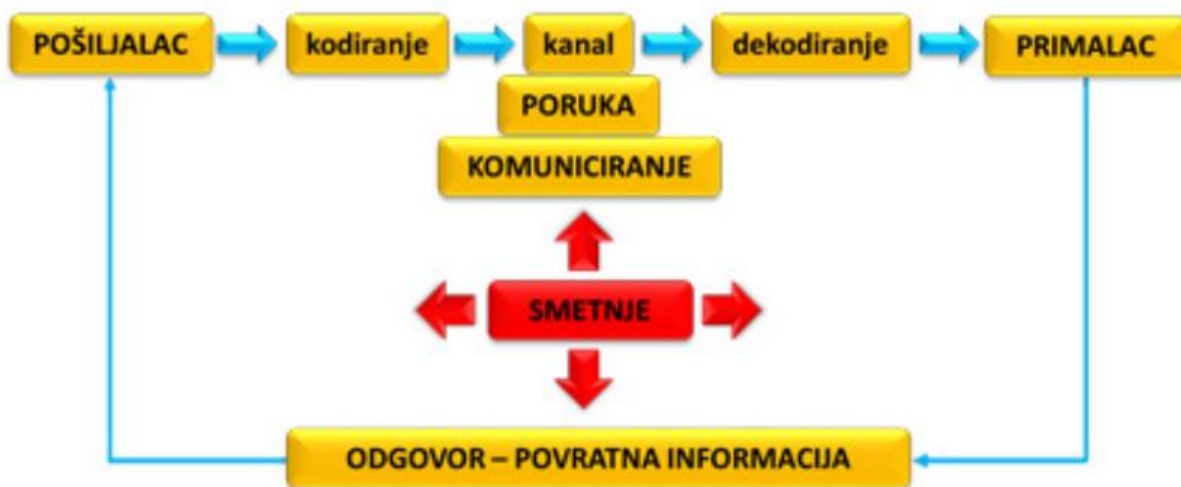 POŠILJALAC kodiranje kanal dekodiranje PRIMALAC
PORUKA
KOMUNICIRANJE
SMETNJE
ODGOVOR – POVRATNA INFORMACIJA